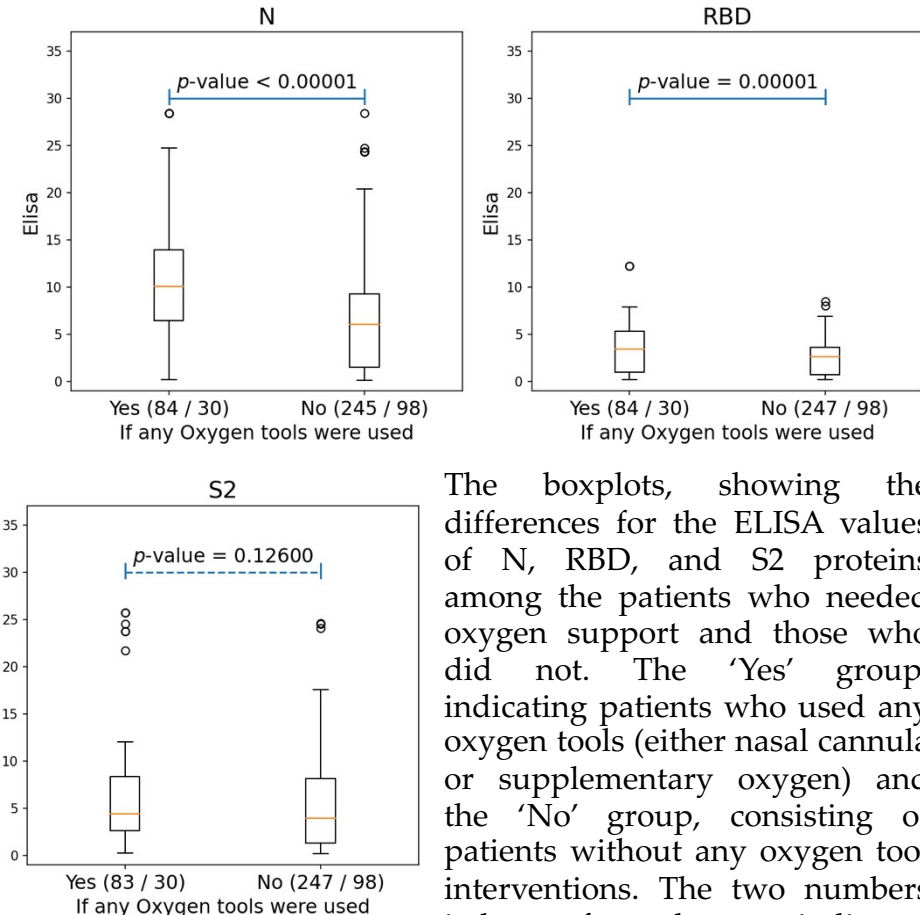 N
35
30
25
20
15
10
5
0
Elisa
p-value < 0.00001
Yes (84 / 30) No (245 / 98)
If any Oxygen tools were used
RBD
35
30
25
20
15
10
5
0
Elisa
p-value = 0.00001
Yes (84 / 30) No (247 / 98)
If any Oxygen tools were used
S2
35
30
25
20
15
10
5
0
p-value = 0.12600
Yes (83 / 30) No (247 / 98)
If any Oxygen tools were used
The boxplots, showing the
differences for the ELISA values
of N, RBD, and S2 proteins
among the patients who needed
oxygen support and those who
did not. The ‘Yes’ group
indicating patients who used any
oxygen tools (either nasal cannula
or supplementary oxygen) and
the ‘No’ group, consisting
patients without any oxygen
interventions. The two numbers